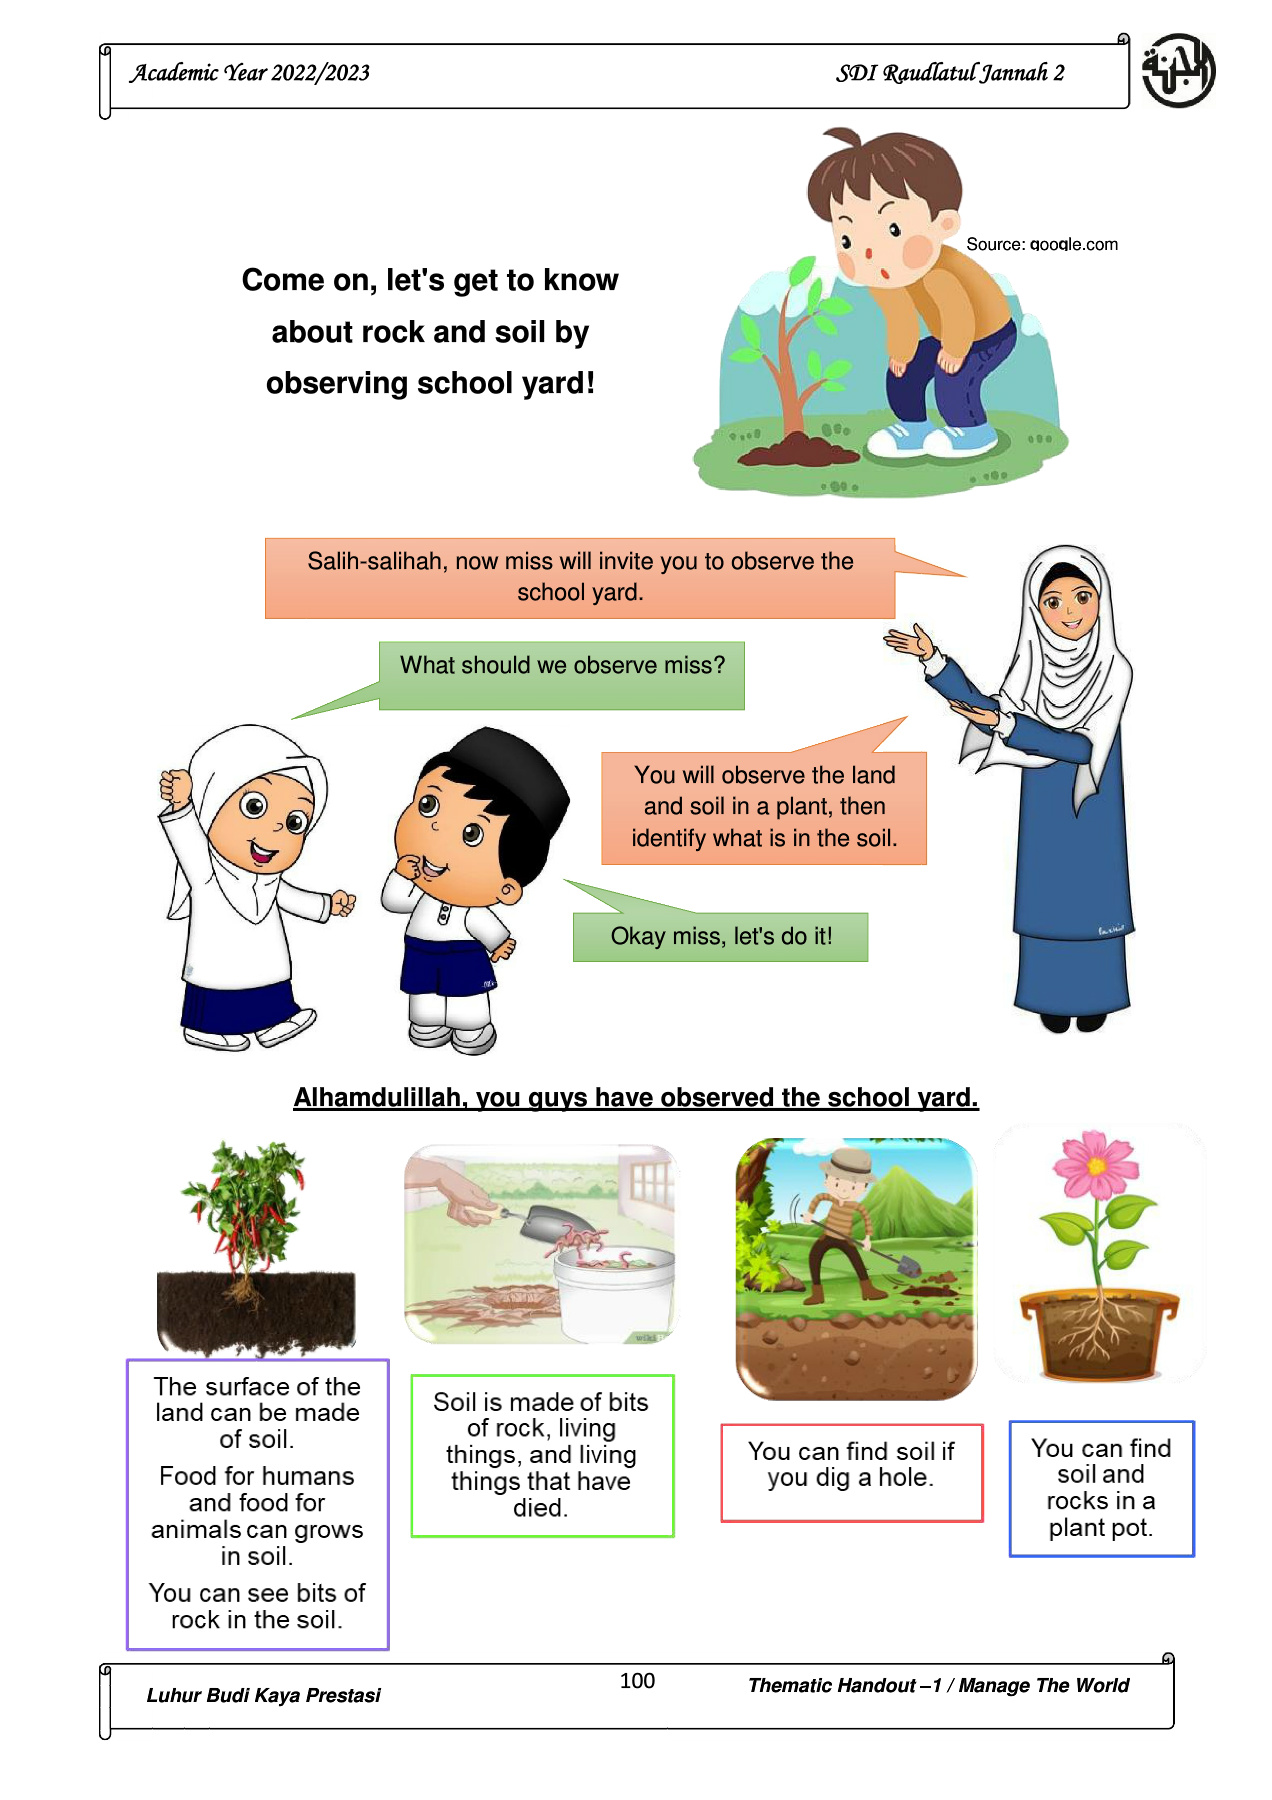 Academic Year 2022/2023
SDI Raudlatul Jannah 2
Source: google.com
Come on, let's get to know
about rock and soil by
observing school yard!
Salih-salihah, now miss will invite you to observe the
school yard.
What should we observe miss?
You will observe the land
and soil in a plant, then
identify what is in the soil.
Okay miss, let's do it!
Alhamdulillah, you guys have observed the school yard.
The surface of the
land can be made
of soil.
Food for humans
and food for
animals can grows
in soil.
You can see bits of
rock in the soil.
Soil is made of bits
of rock, living
things, and living
things that have
died.
You can find soil if
you dig a hole.
You can find
soil and
rocks in a
plant pot.
Luhur Budi Kaya Prestasi
100
Thematic Handout –1 / Manage The World